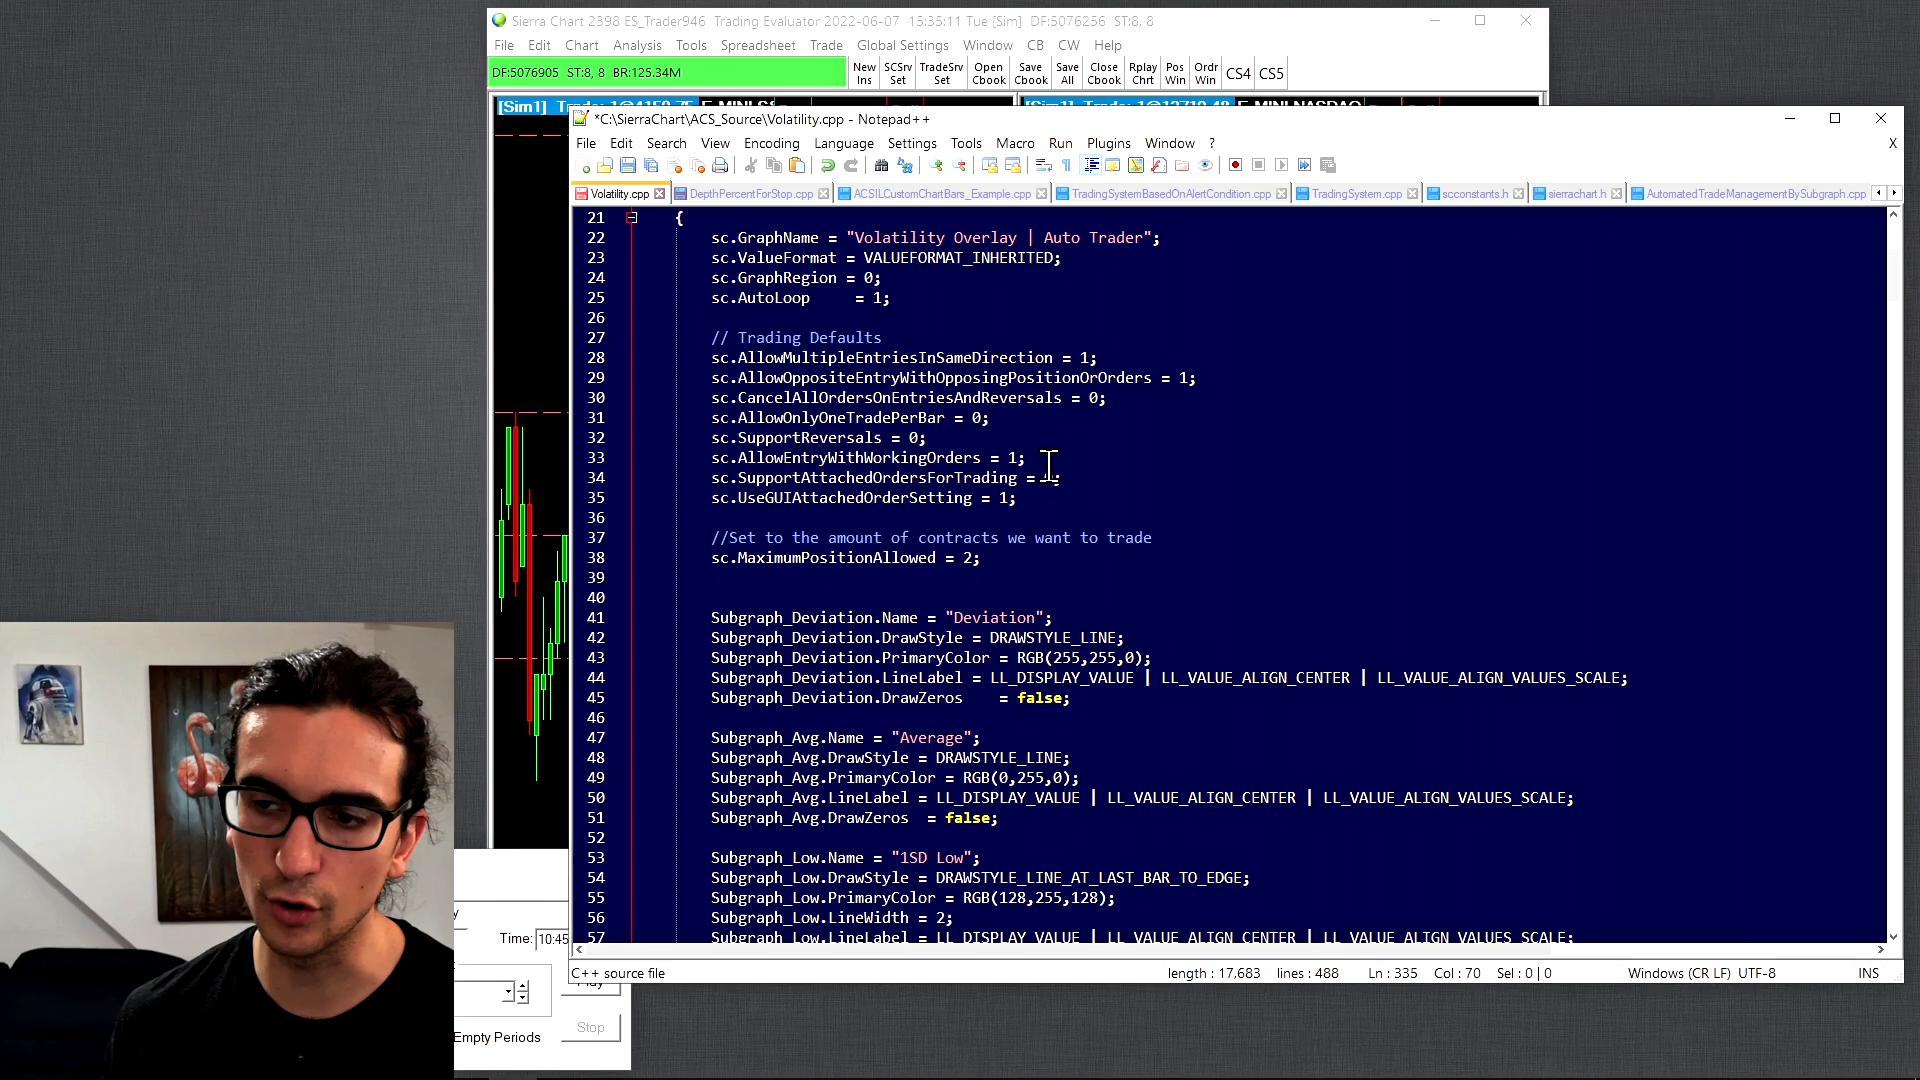 Sierra Chart 2398 ES_Trader946 Trading Evaluator 2022-06-07 15:35:11 Tue [Sim] DF:5076256 ST:8, 8
File Edit Chart Analysis Tools Spreadsheet Trade Global Settings Window CB CW Help
DF:5076905 ST:8, 8 BR:125.34M
New Ins
SCSrv Set
TradeSrv Set
Open Cbook
Save Cbook
Save All
Close Cbook
Rplay Chrt
Pos Win
Ordr Win
CS4 CS5
*C:\SierraChart\ACS_Source\Volatility.cpp - Notepad++
File Edit Search View Encoding Language Settings Tools Macro Run Plugins Window ?
X
Volatility.cpp DepthPercentForStop.cpp ACSILCustomChartBars_Example.cpp TradingSystemBasedOnAlertCondition.cpp TradingSystem.cpp scconstants.h sierrachart.h AutomatedTradeManagementBySubgraph.cpp
21 {
22 sc.GraphName = "Volatility Overlay | Auto Trader";
23 sc.ValueFormat = VALUEFORMAT_INHERITED;
24 sc.GraphRegion = 0;
25 sc.AutoLoop = 1;
26
27 // Trading Defaults
28 sc.AllowMultipleEntriesInSameDirection = 1;
29 sc.AllowOppositeEntryWithOpposingPositionOrOrders = 1;
30 sc.CancelAllOrdersOnEntriesAndReversals = 0;
31 sc.AllowOnlyOneTradePerBar = 0;
32 sc.SupportReversals = 0;
33 sc.AllowEntryWithWorkingOrders = 1;
34 sc.SupportAttachedOrdersForTrading = ;
35 sc.UseGUIAttachedOrderSetting = 1;
36
37 //Set to the amount of contracts we want to trade
38 sc.MaximumPositionAllowed = 2;
39
40
41 Subgraph_Deviation.Name = "Deviation";
42 Subgraph_Deviation.DrawStyle = DRAWSTYLE_LINE;
43 Subgraph_Deviation.PrimaryColor = RGB(255,255,0);
44 Subgraph_Deviation.LineLabel = LL_DISPLAY_VALUE | LL_VALUE_ALIGN_CENTER | LL_VALUE_ALIGN_VALUES_SCALE;
45 Subgraph_Deviation.DrawZeros = false;
46
47 Subgraph_Avg.Name = "Average";
48 Subgraph_Avg.DrawStyle = DRAWSTYLE_LINE;
49 Subgraph_Avg.PrimaryColor = RGB(0,255,0);
50 Subgraph_Avg.LineLabel = LL_DISPLAY_VALUE | LL_VALUE_ALIGN_CENTER | LL_VALUE_ALIGN_VALUES_SCALE;
51 Subgraph_Avg.DrawZeros = false;
52
53 Subgraph_Low.Name = "1SD Low";
54 Subgraph_Low.DrawStyle = DRAWSTYLE_LINE_AT_LAST_BAR_TO_EDGE;
55 Subgraph_Low.PrimaryColor = RGB(128,255,128);
56 Subgraph_Low.LineWidth = 2;
57 Subgraph_Low.LineLabel = LL_DISPLAY_VALUE | LL_VALUE_ALIGN_CENTER | LL_VALUE_ALIGN_VALUES_SCALE;
C++ source file length : 17,683 lines : 488 Ln : 335 Col : 70 Sel : 0 | 0 Windows (CR LF) UTF-8 INS
Time: 10:45
Stop
Empty Periods